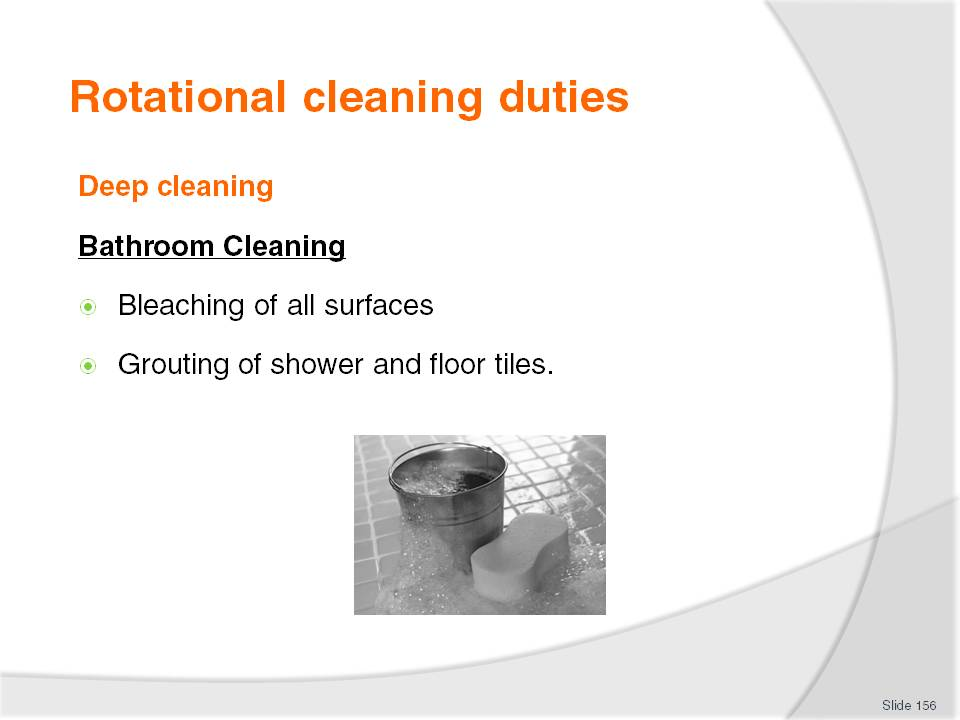 Rotational cleaning duties
Deep cleaning
Bathroom Cleaning
Bleaching of all surfaces
Grouting of shower and floor tiles.
Slide 156